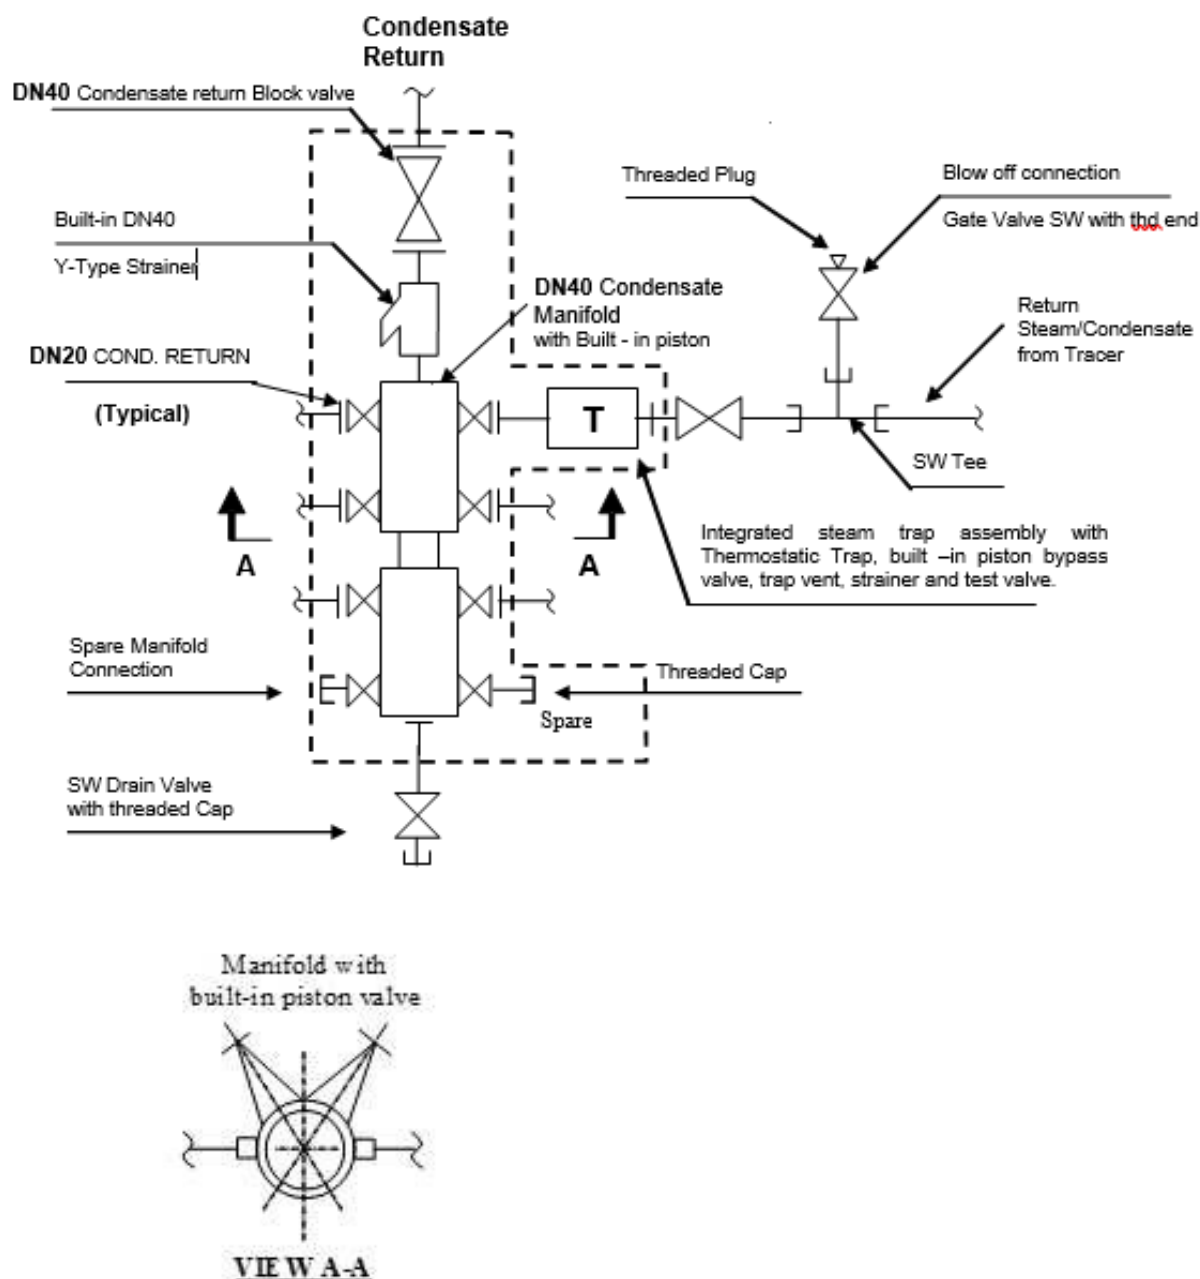 Condensate
Return
DN40 Condensate return Block valve
Threaded Plug
Blow off connection
Gate Valve SW with thd end
Built-in DN40
Y-Type Strainer
DN40 Condensate
Manifold
with Built - in piston
Return
Steam/Condensate
from Tracer
DN20 COND. RETURN
(Typical)
T
SW Tee
A
A
Integrated steam trap assembly with
Thermostatic Trap, built –in piston bypass
valve, trap vent, strainer and test valve.
Spare Manifold
Connection
Threaded Cap
Spare
SW Drain Valve
with threaded Cap
Manifold with
built-in piston valve
VIEW A-A